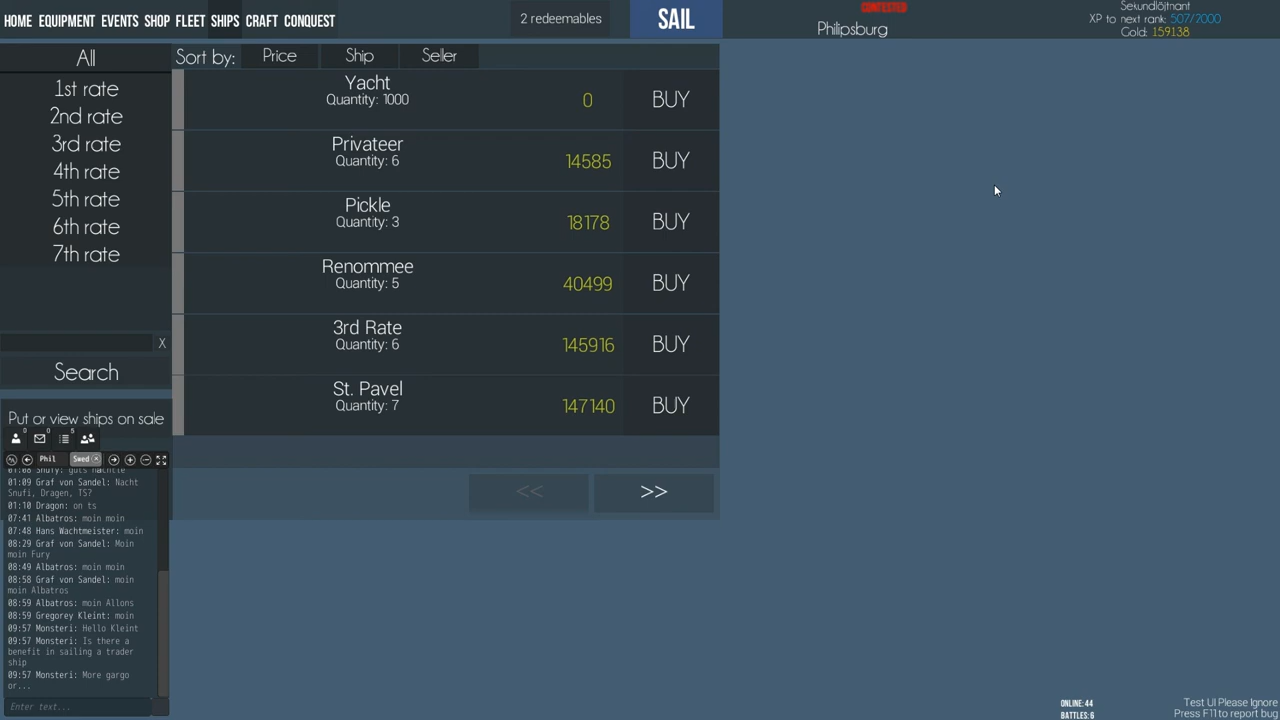 HOME EQUIPMENT EVENTS SHOP FLEET SHIPS CRAFT CONQUEST
2 redeemables
SAIL
CONTESTED
Philipsburg
Sekundlöjtnant
XP to next rank: 507/2000
Gold: 159138
All
1st rate
2nd rate
3rd rate
4th rate
5th rate
6th rate
7th rate
X
Search
Put or view ships on sale
Sort by: Price Ship Seller
Yacht
Quantity: 1000
0
BUY
Privateer
Quantity: 6
14585
BUY
Pickle
Quantity: 3
18178
BUY
Renommee
Quantity: 5
40499
BUY
3rd Rate
Quantity: 6
145916
BUY
St. Pavel
Quantity: 7
147140
BUY
<< >>
0 0 5
Phil Swed
01:09 Graf von Sandel: Nacht
Snufi, Dragen, TS?
01:10 Dragon: on ts
07:41 Albatros: moin moin
07:48 Hans Wachtmeister: moin
08:29 Graf von Sandel: Moin
moin Fury
08:49 Albatros: moin moin
08:58 Graf von Sandel: moin
moin Albatros
08:59 Albatros: moin Allons
08:59 Gregorey Kleint: moin
09:57 Monsteri: Hello Kleint
09:57 Monsteri: Is there a
benefit in sailing a trader
ship
09:57 Monsteri: More gargo
or...
Enter text...
ONLINE: 44
BATTLES: 6
Test UI Please Ignore
Press F11 to report bug